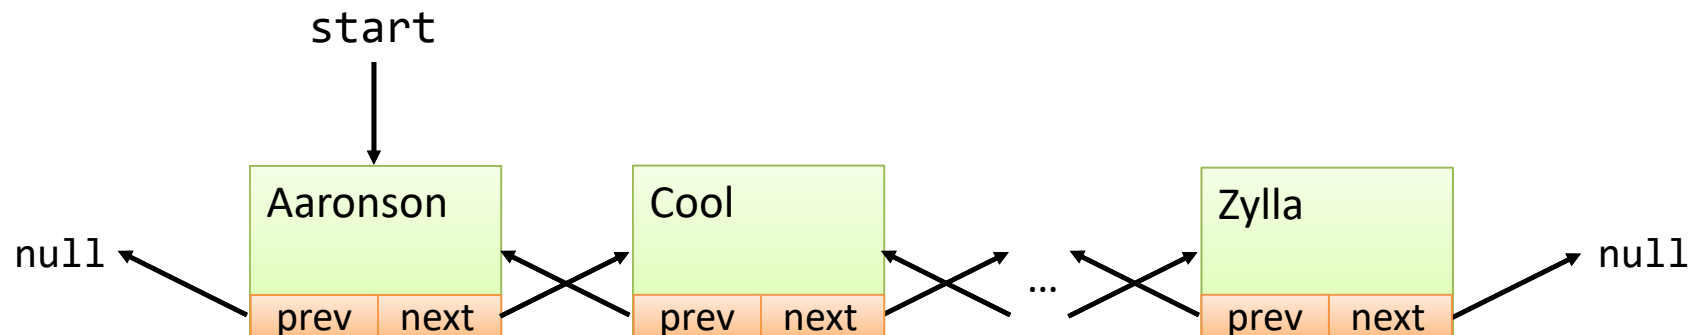 start
Aaronson Cool Zylla
null null
...
prev next prev next prev next